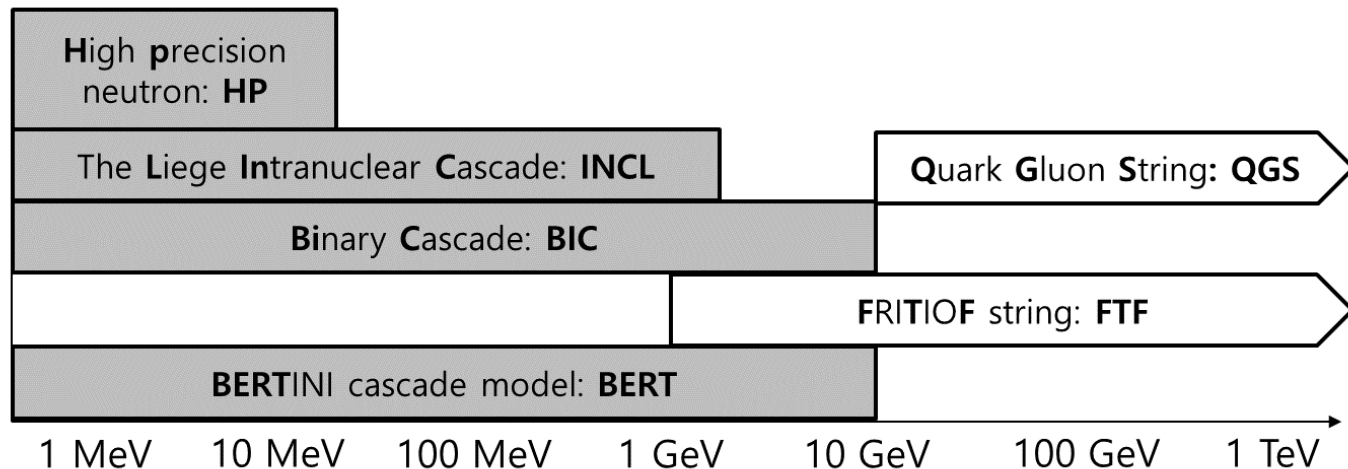 High precision
neutron: HP
The Liege Intranuclear Cascade: INCL
Quark Gluon String: QGS
Binary Cascade: BIC
FRITIOF string: FTF
BERTINI cascade model: BERT
1 MeV 10 MeV 100 MeV 1 GeV 10 GeV 100 GeV 1 TeV